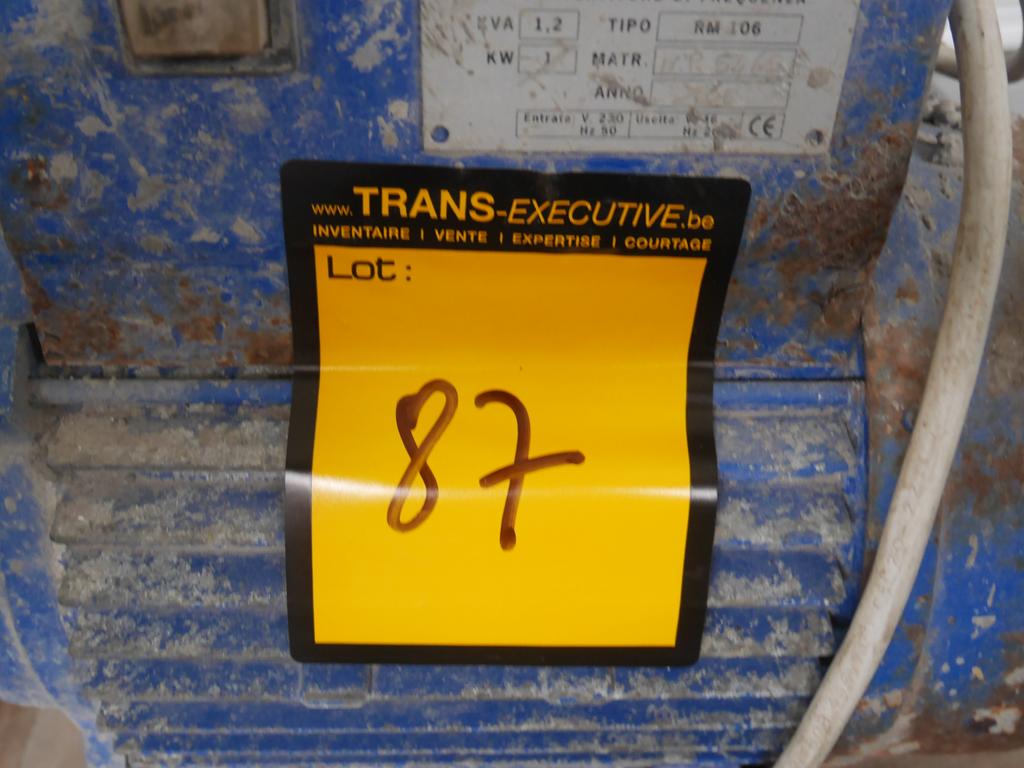 KVA 1,2 TIPO RM 106
KW 1 MATR.
ANNO
Entrata V. 230 Uscita
Hz 50 Hz CE
www.TRANS-EXECUTIVE.be
INVENTAIRE | VENTE | EXPERTISE | COURTAGE
Lot :
87